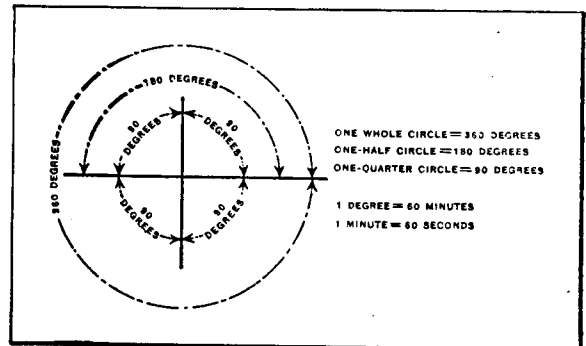 180 DEGREES
90 DEGREES
90 DEGREES
360 DEGREES
90 DEGREES
90 DEGREES
ONE WHOLE CIRCLE = 360 DEGREES
ONE-HALF CIRCLE = 180 DEGREES
ONE-QUARTER CIRCLE = 90 DEGREES
1 DEGREE = 60 MINUTES
1 MINUTE = 60 SECONDS